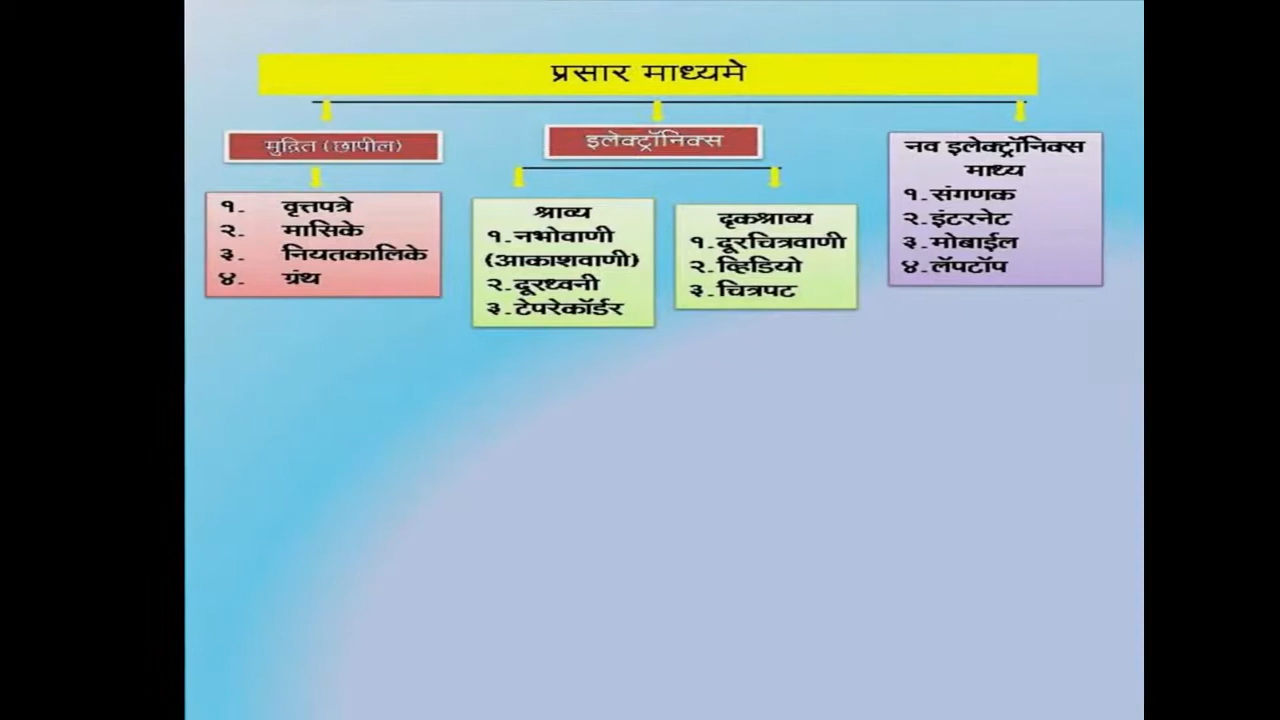 प्रसार माध्यमे
मुद्रित (छापील)
१. वृत्तपत्रे
२. मासिके
३. नियतकालिके
४. ग्रंथ
इलेक्ट्रॉनिक्स
श्राव्य
१.नभोवाणी
(आकाशवाणी)
२.दूरध्वनी
३.टेपरेकॉर्डर
दृकश्राव्य
१.दूरचित्रवाणी
२.व्हिडियो
३.चित्रपट
नव इलेक्ट्रॉनिक्स
माध्य
१.संगणक
२.इंटरनेट
३.मोबाईल
४.लॅपटॉप